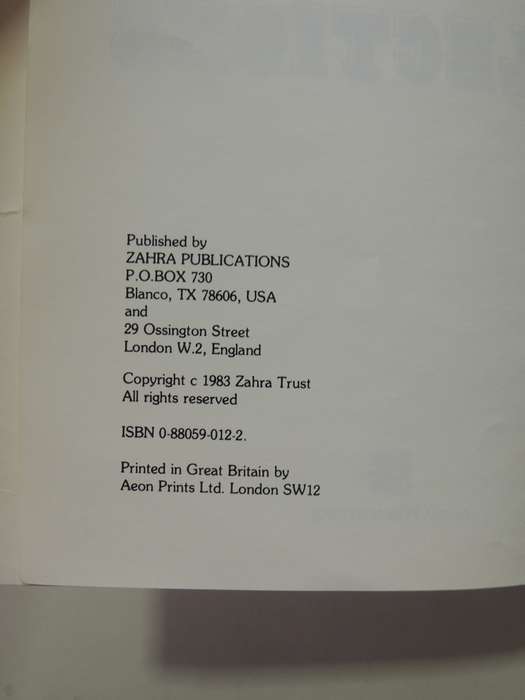 Published by
ZAHRA PUBLICATIONS
P.O.BOX 730
Blanco, TX 78606, USA
and
29 Ossington Street
London W.2, England
Copyright c 1983 Zahra Trust
All rights reserved
ISBN 0-88059-012-2.
Printed in Great Britain by
Aeon Prints Ltd. London SW12